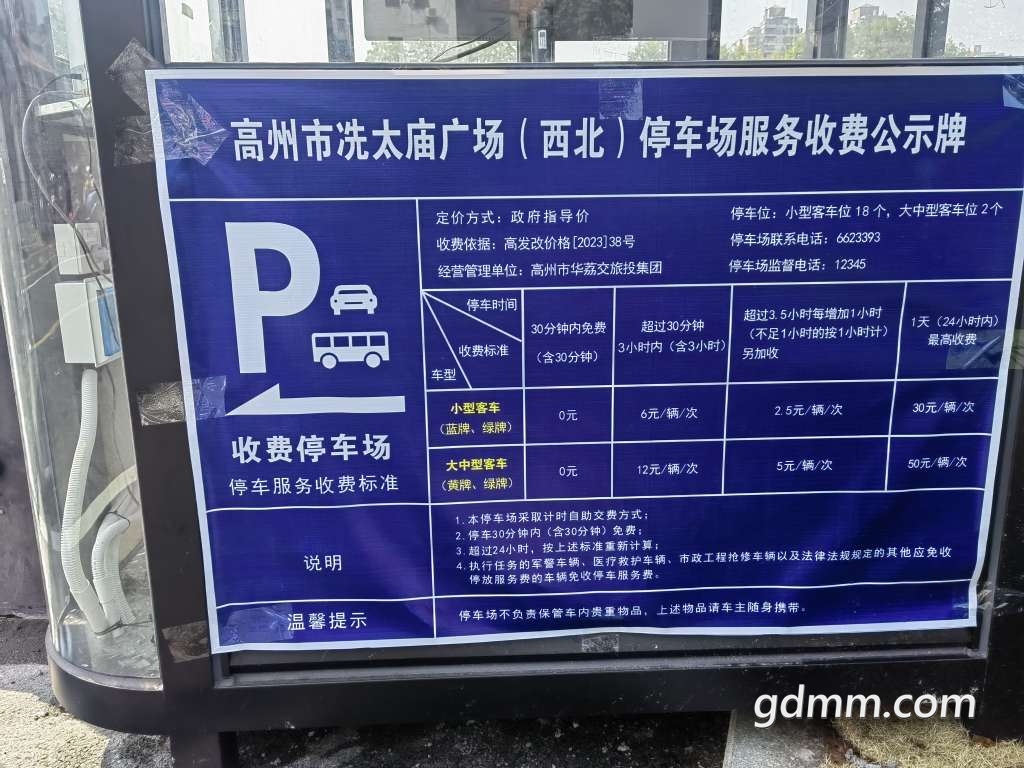 高州市冼太庙广场（西北）停车场服务收费公示牌
P
收费停车场
停车服务收费标准
定价方式：政府指导价
收费依据：高发改价格[2023]38号
经营管理单位：高州市华荔交旅投集团
停车位：小型客车位18个，大中型客车位2个
停车场联系电话：6623393
停车场监督电话：12345
停车时间
收费标准
车型
30分钟内免费
（含30分钟）
超过30分钟
3小时内（含3小时）
超过3.5小时每增加1小时
（不足1小时的按1小时计）
另加收
1天（24小时内）
最高收费
小型客车
（蓝牌、绿牌）
0元
6元/辆/次
2.5元/辆/次
30元/辆/次
大中型客车
（黄牌、绿牌）
0元
12元/辆/次
5元/辆/次
50元/辆/次
说明
1.本停车场采取计时自助交费方式；
2.停车30分钟内（含30分钟）免费；
3.超过24小时，按上述标准重新计算；
4.执行任务的军警车辆、医疗救护车辆、市政工程抢修车辆以及法律法规规定的其他应免收
停放服务费的车辆免收停车服务费。
温馨提示
停车场不负责保管车内贵重物品，上述物品请车主随身携带。
gdmm.com